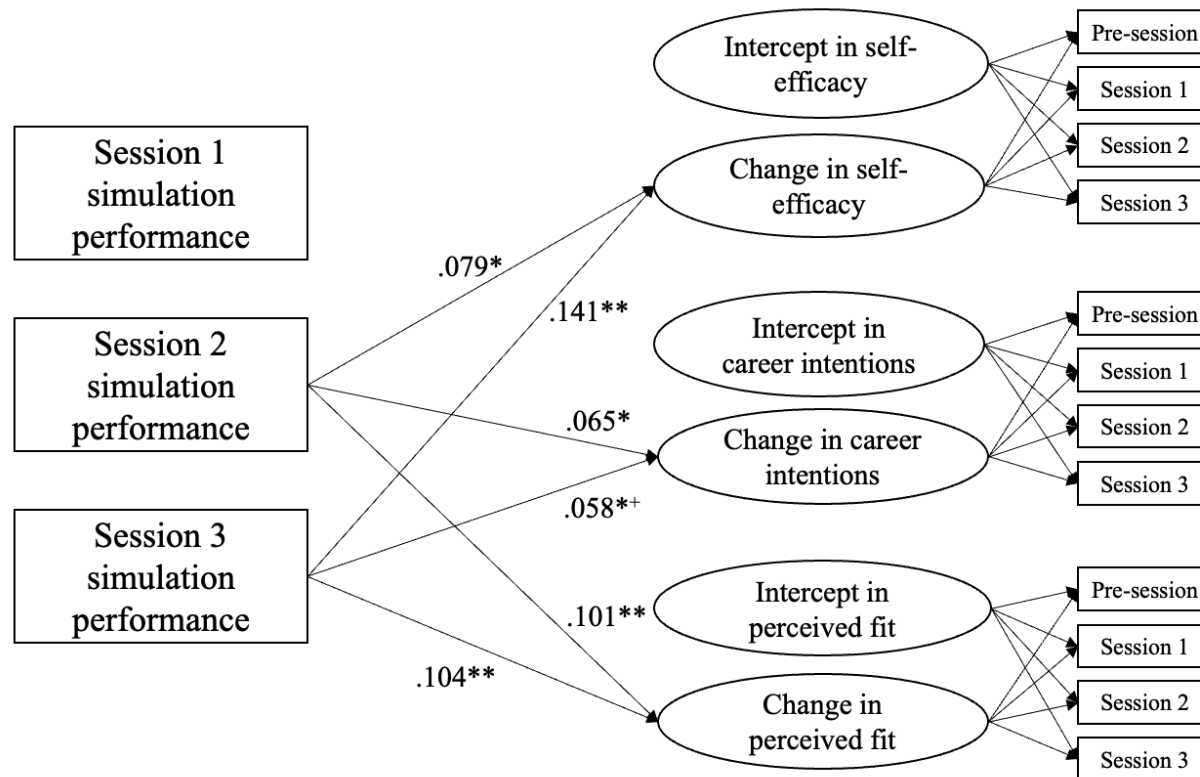 Session 1
simulation
performance
Session 2
simulation
performance
Session 3
simulation
performance
.079*
.141**
.065*
.058*⁺
.101**
.104**
Intercept in self-
efficacy
Change in self-
efficacy
Intercept in
career intentions
Change in career
intentions
Intercept in
perceived fit
Change in
perceived fit
Pre-session
Session 1
Session 2
Session 3
Pre-session
Session 1
Session 2
Session 3
Pre-session
Session 1
Session 2
Session 3